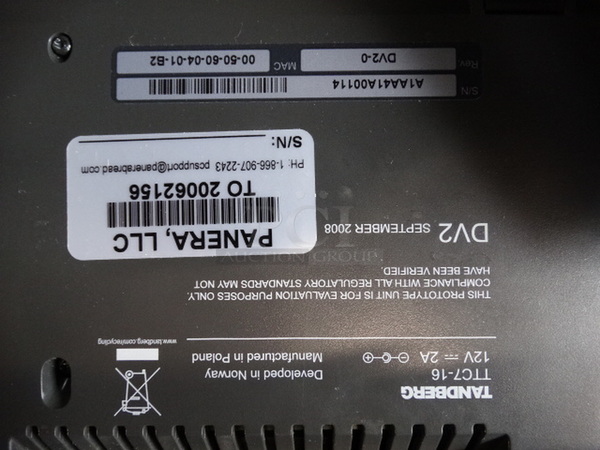 TANDBERG
TTC7-16
12V 2A
Developed in Norway
Manufactured in Poland
www.tandberg.com/recycling
THIS PROTOTYPE UNIT IS FOR EVALUATION PURPOSES ONLY.
COMPLIANCE WITH ALL REGULATORY STANDARDS MAY NOT
HAVE BEEN VERIFIED.
DV2 SEPTEMBER 2008
PANERA, LLC
TO 20062156
PH: 1-866-907-2243 pcsupport@panerabread.com
S/N:
S/N A1AA41A00114
Rev. DV2-0 MAC 00-50-60-04-01-B2
AUCTION GROUP